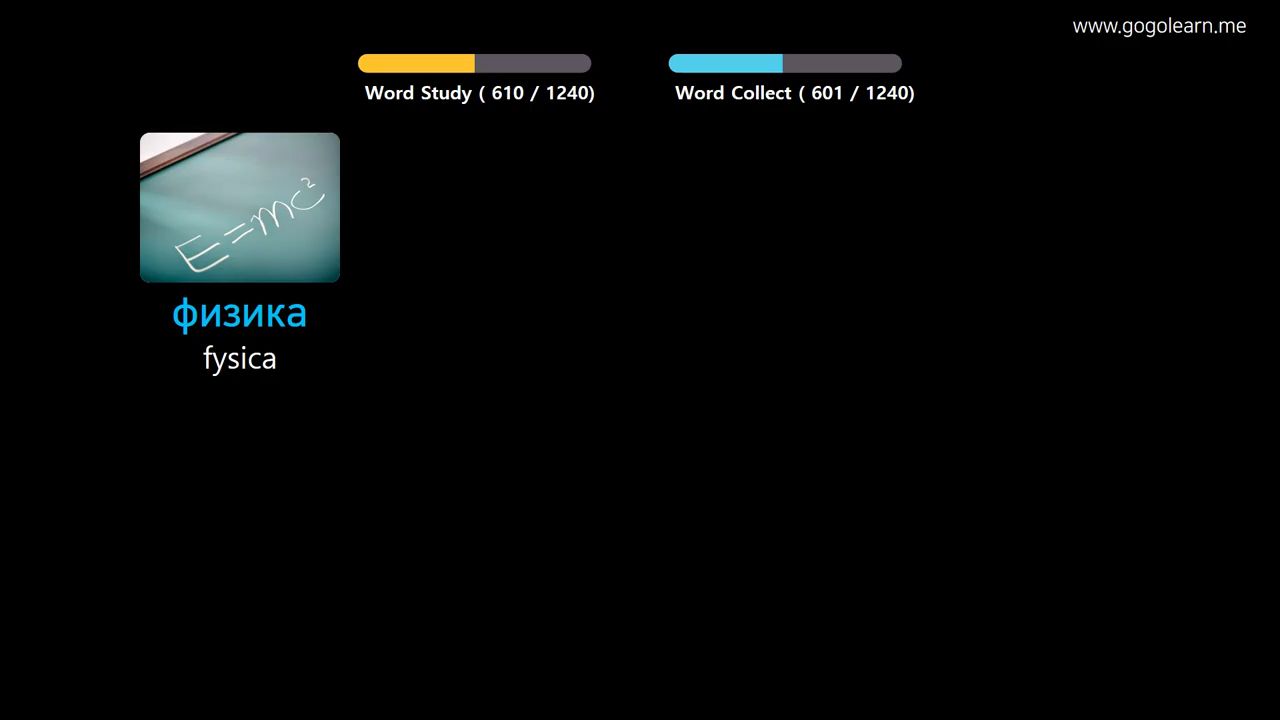 www.gogolearn.me
Word Study ( 610 / 1240)
Word Collect ( 601 / 1240)
E=mc²
физика
fysica